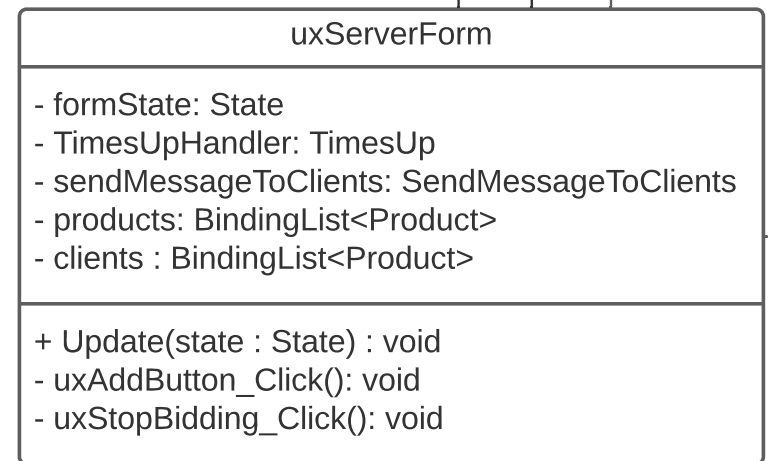 uxServerForm
- formState: State
- TimesUpHandler: TimesUp
- sendMessageToClients: SendMessageToClients
- products: BindingList<Product>
- clients : BindingList<Product>
+ Update(state : State) : void
- uxAddButton_Click(): void
- uxStopBidding_Click(): void